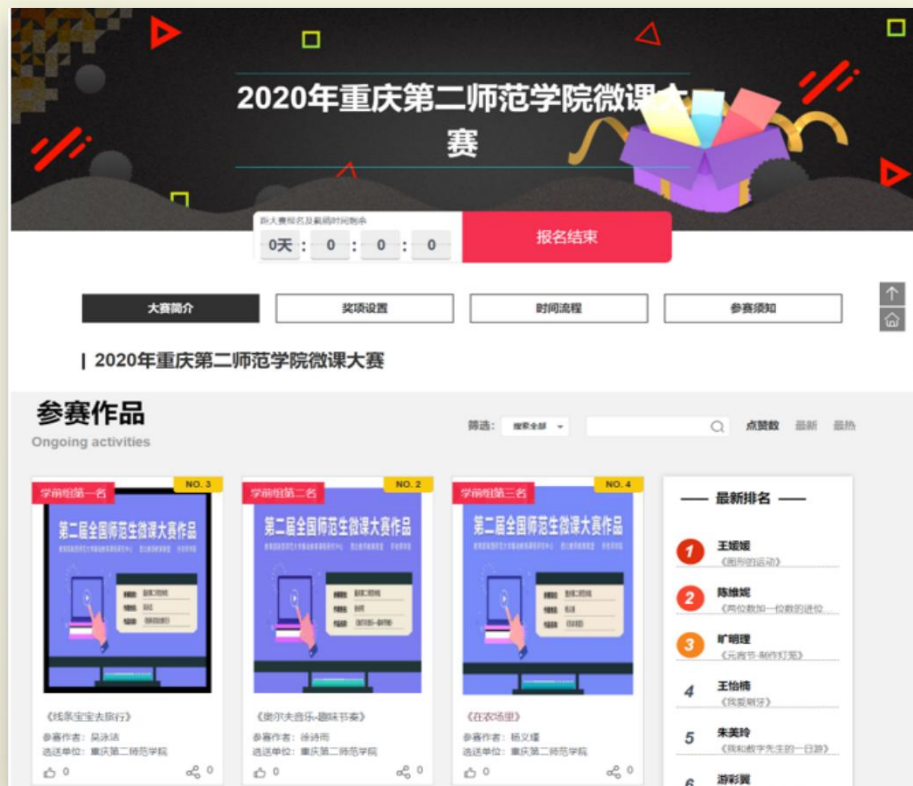 2020年重庆第二师范学院微课大
赛
距大赛报名及截稿时间剩余
0天 : 0 : 0 : 0
报名结束
大赛简介
奖项设置
时间流程
参赛须知
2020年重庆第二师范学院微课大赛
参赛作品
Ongoing activities
筛选: 搜索全部
点赞数 最新 最热
学前组第一名
NO. 3
第二届全国师范生微课大赛作品
《线条宝宝去旅行》
参赛作者: 吴泳洁
选送单位: 重庆第二师范学院
0
0
学前组第二名
NO. 2
第二届全国师范生微课大赛作品
《奥尔夫音乐-趣味节奏》
参赛作者: 徐诗雨
选送单位: 重庆第二师范学院
0
0
学前组第三名
NO. 4
第二届全国师范生微课大赛作品
《在农场里》
参赛作者: 杨义瑾
选送单位: 重庆第二师范学院
0
0
最新排名
1
王媛媛
《图形的运动》
2
陈维妮
《两位数加一位数的进位
3
旷明理
《元宵节-制作灯笼》
4
王怡楠
《我爱刷牙》
5
朱美玲
《我和数字先生的一日游》
6
游彩翼